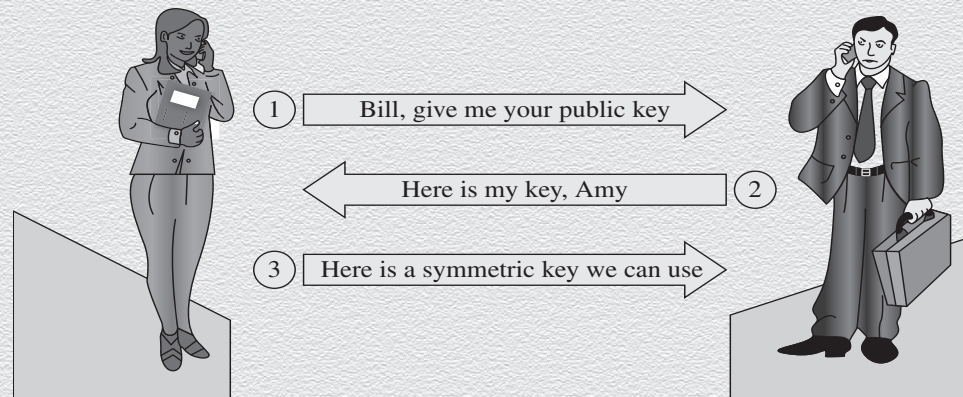 1 Bill, give me your public key
Here is my key, Amy 2
3 Here is a symmetric key we can use